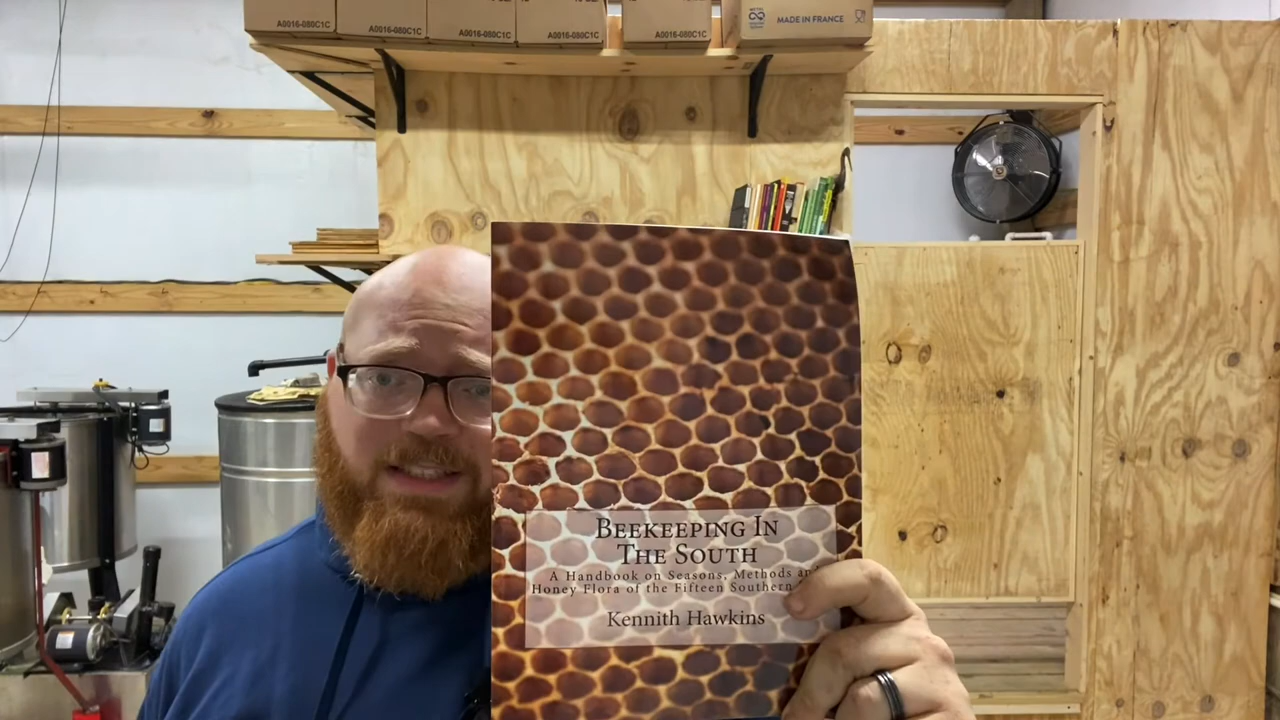 A0016-080C1C
A0016-080C1C
A0016-080C1C
A0016-080C1C
A0016-080C1C
MADE IN FRANCE
BEEKEEPING IN
THE SOUTH
A Handbook on Seasons, Methods and
Honey Flora of the Fifteen Southern
Kennith Hawkins